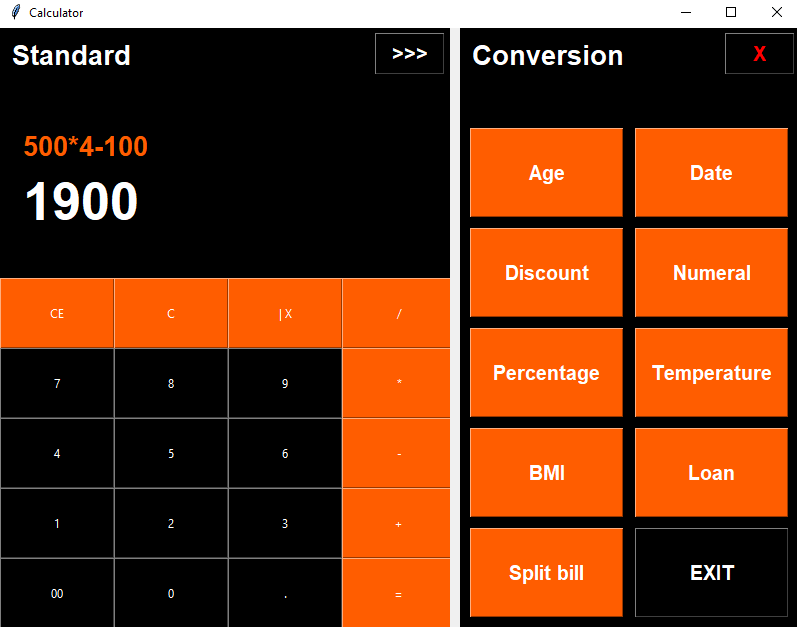 Calculator
Standard
>>>
500*4-100
1900
CE
C
|X
/
7
8
9
*
4
5
6
-
1
2
3
+
00
0
.
=
Conversion
X
Age
Date
Discount
Numeral
Percentage
Temperature
BMI
Loan
Split bill
EXIT